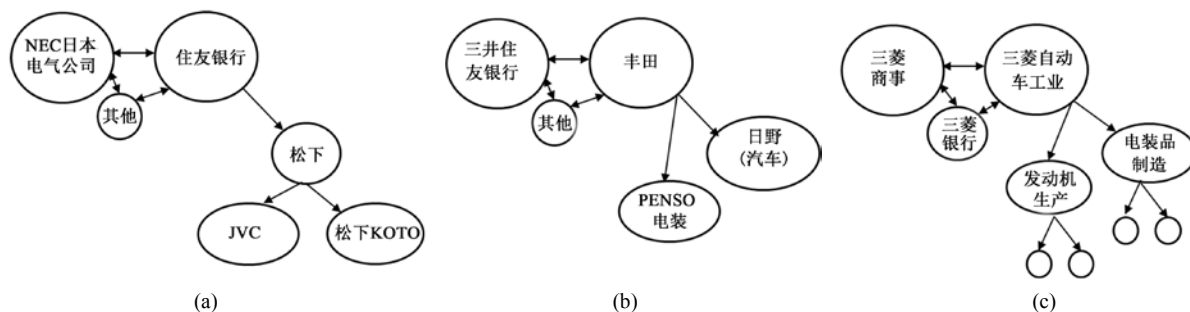 NEC日本
电气公司
住友银行
其他
松下
JVC
松下KOTO
(a)
三井住
友银行
丰田
其他
日野
(汽车)
PENSO
电装
(b)
三菱
商事
三菱自动
车工业
三菱
银行
电装品
制造
发动机
生产
(c)